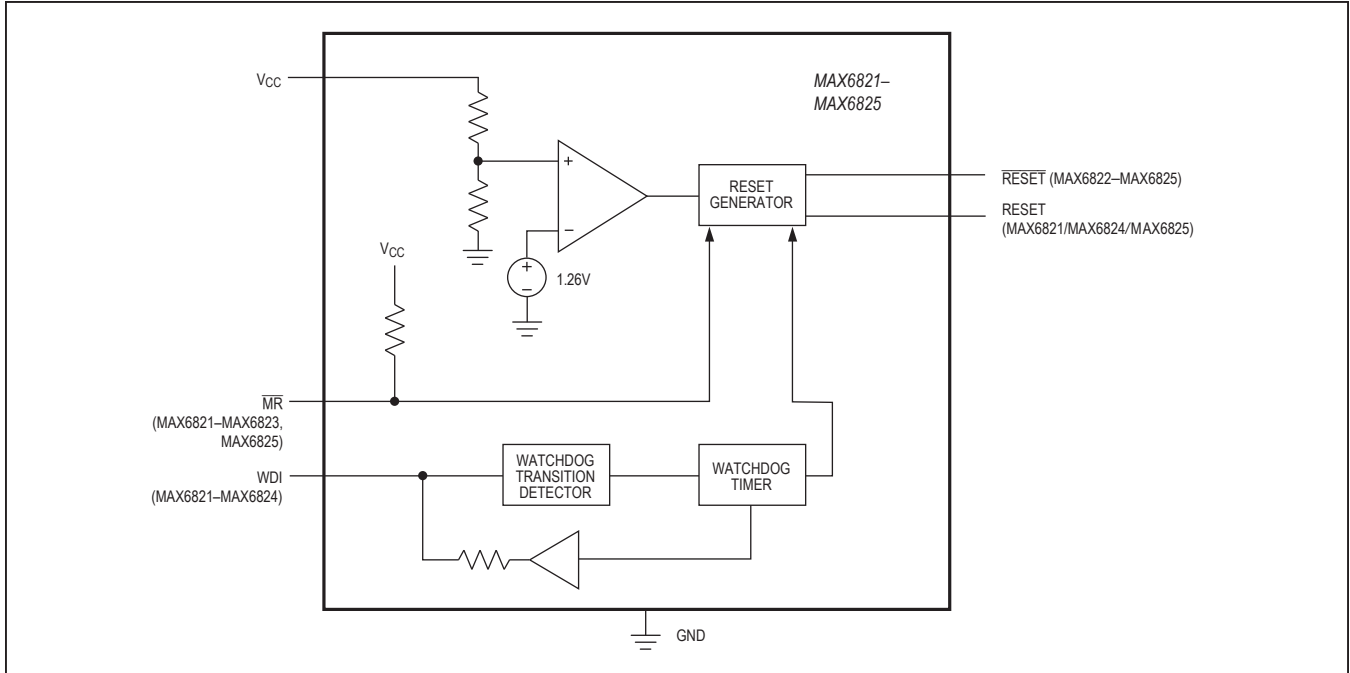 VCC
MAX6821–
MAX6825
+
RESET
GENERATOR
RESET (MAX6822–MAX6825)
RESET
(MAX6821/MAX6824/MAX6825)
−
VCC
+
−
1.26V
MR
(MAX6821–MAX6823,
MAX6825)
WDI
(MAX6821–MAX6824)
WATCHDOG
TRANSITION
DETECTOR
WATCHDOG
TIMER
GND